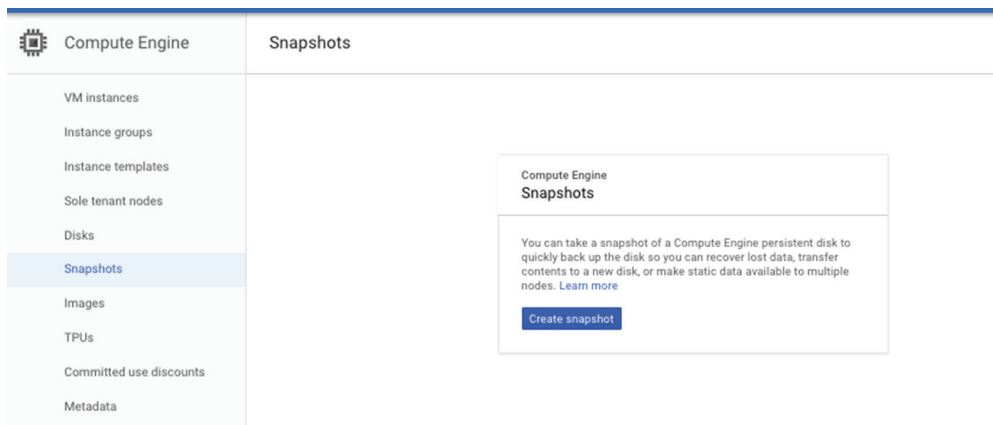 Compute Engine
Snapshots
VM instances
Instance groups
Instance templates
Sole tenant nodes
Disks
Snapshots
Images
TPUs
Committed use discounts
Metadata
Compute Engine
Snapshots
You can take a snapshot of a Compute Engine persistent disk to
quickly back up the disk so you can recover lost data, transfer
contents to a new disk, or make static data available to multiple
nodes. Learn more
Create snapshot